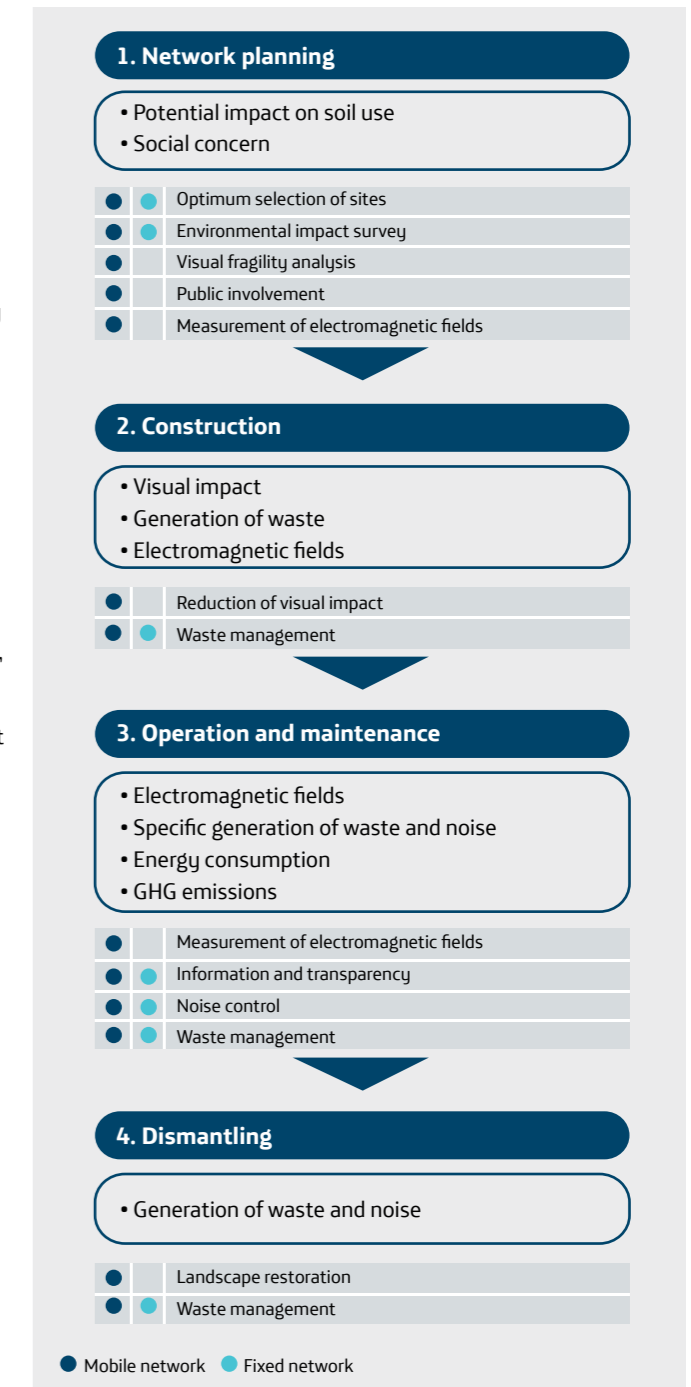 1. Network planning
• Potential impact on soil use
• Social concern
Optimum selection of sites
Environmental impact survey
Visual fragility analysis
Public involvement
Measurement of electromagnetic fields
2. Construction
• Visual impact
• Generation of waste
• Electromagnetic fields
Reduction of visual impact
Waste management
3. Operation and maintenance
• Electromagnetic fields
• Specific generation of waste and noise
• Energy consumption
• GHG emissions
Measurement of electromagnetic fields
Information and transparency
Noise control
Waste management
4. Dismantling
• Generation of waste and noise
Landscape restoration
Waste management
Mobile network Fixed network